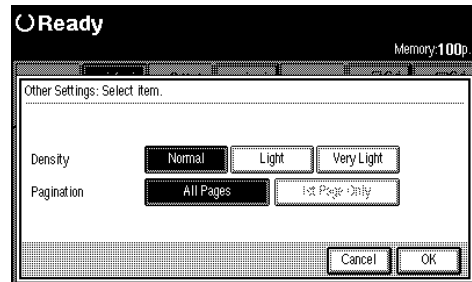 Ready
Memory:100p.
Other Settings: Select item.
Density Normal Light Very Light
Pagination All Pages 1st Page Only
Cancel OK